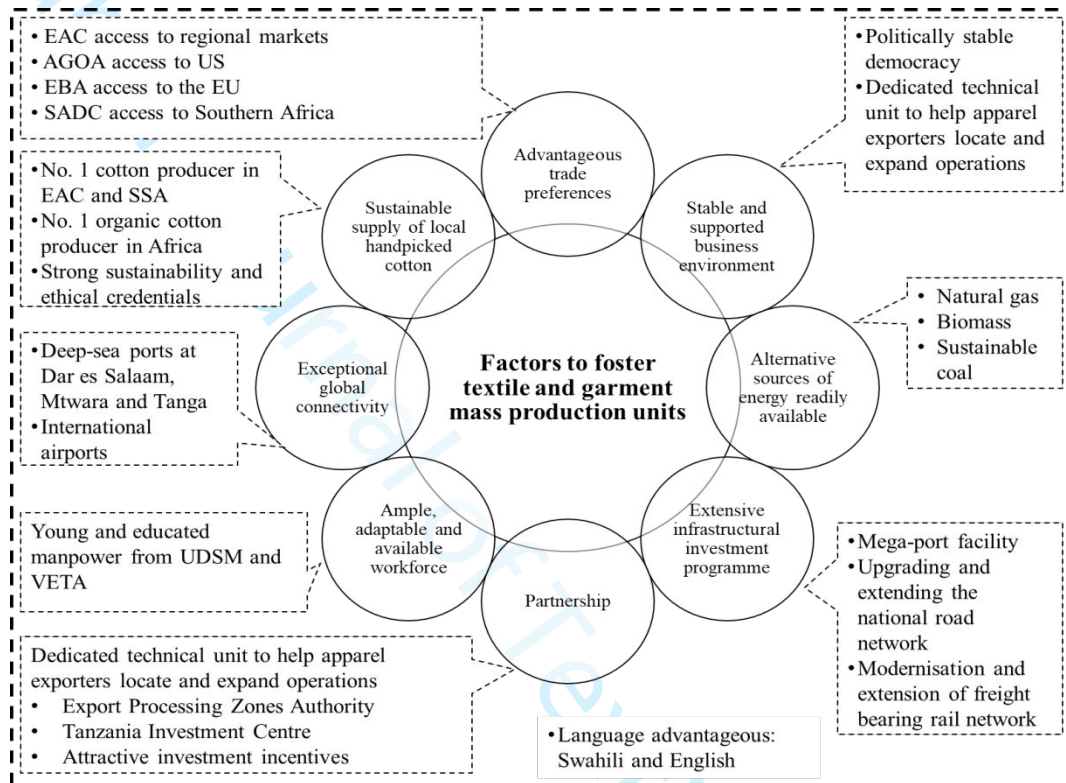 • EAC access to regional markets
• AGOA access to US
• EBA access to the EU
• SADC access to Southern Africa
•Politically stable
democracy
•Dedicated technical
unit to help apparel
exporters locate and
expand operations
Advantageous
trade
preferences
•No. 1 cotton producer in
EAC and SSA
•No. 1 organic cotton
producer in Africa
•Strong sustainability and
ethical credentials
Sustainable
supply of local
handpicked
cotton
Stable and
supported
business
environment
• Natural gas
• Biomass
• Sustainable
coal
•Deep-sea ports at
Dar es Salaam,
Mtwara and Tanga
•International
airports
Exceptional
global
connectivity
Factors to foster
textile and garment
mass production units
Alternative
sources of
energy readily
available
Young and educated
manpower from UDSM and
VETA
Ample,
adaptable and
available
workforce
Extensive
infrastructural
investment
programme
•Mega-port facility
•Upgrading and
extending the
national road
network
•Modernisation and
extension of freight
bearing rail network
Partnership
Dedicated technical unit to help apparel
exporters locate and expand operations
• Export Processing Zones Authority
• Tanzania Investment Centre
• Attractive investment incentives
•Language advantageous:
Swahili and English
urnal of Te